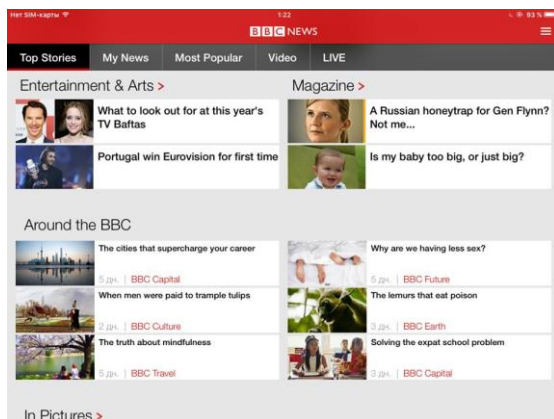 Нет SIM-карты
1:22
93 %
BBC NEWS
Top Stories My News Most Popular Video LIVE
Entertainment & Arts >
What to look out for at this year's
TV Baftas
Portugal win Eurovision for first time
Magazine >
A Russian honeytrap for Gen Flynn?
Not me...
Is my baby too big, or just big?
Around the BBC
The cities that supercharge your career
5 дн. | BBC Capital
When men were paid to trample tulips
2 дн. | BBC Culture
The truth about mindfulness
5 дн. | BBC Travel
Why are we having less sex?
5 дн. | BBC Future
The lemurs that eat poison
3 дн. | BBC Earth
Solving the expat school problem
3 дн. | BBC Capital
In Pictures >